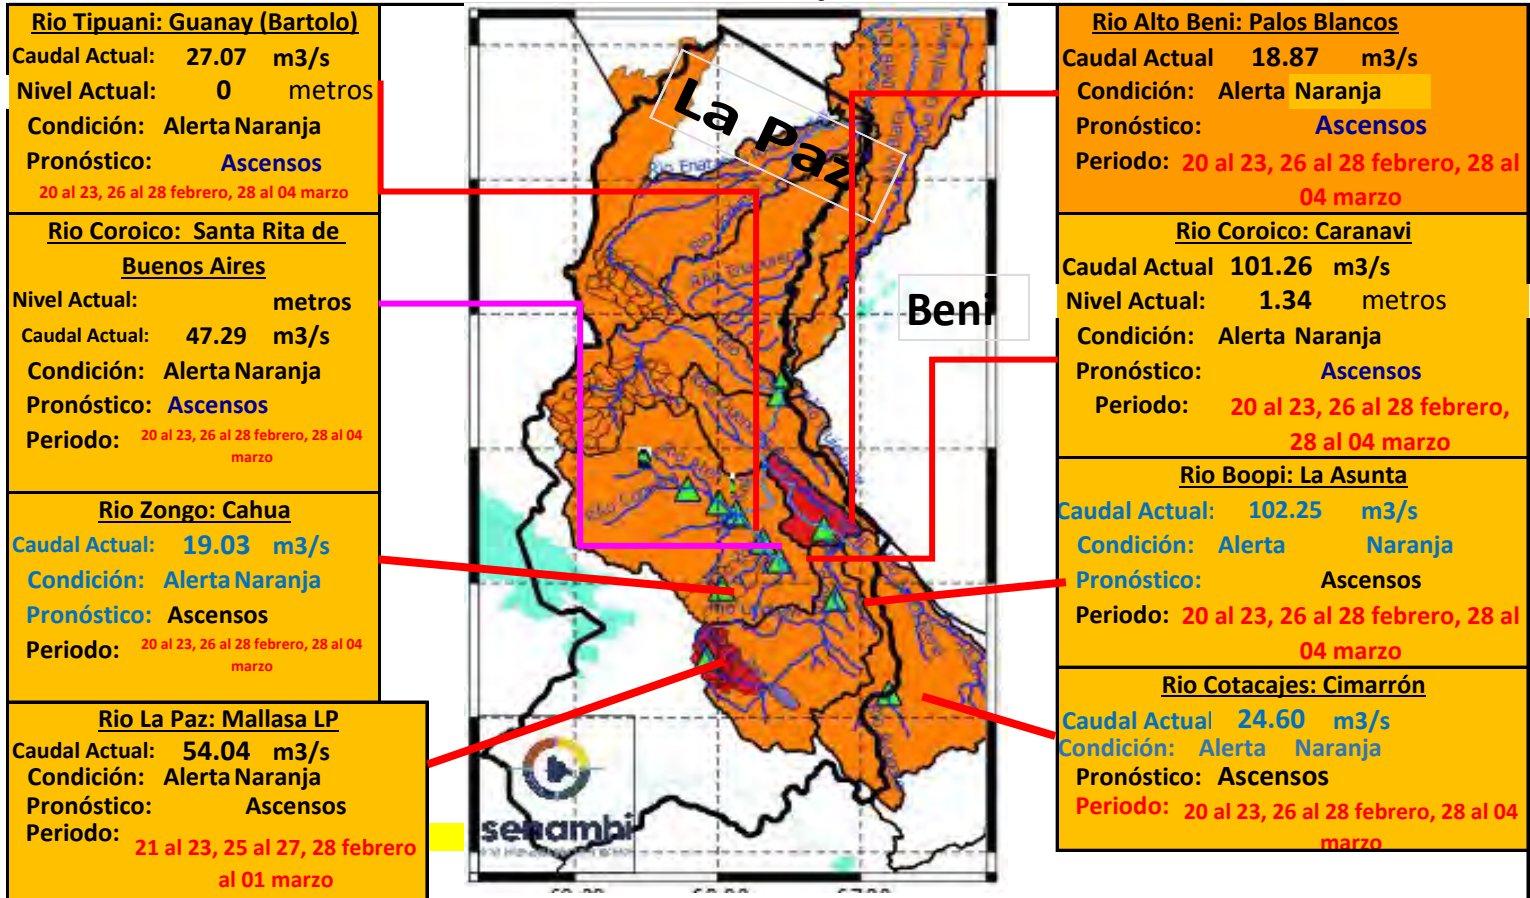 Rio Tipuani: Guanay (Bartolo)
Caudal Actual: 27.07 m3/s
Nivel Actual: 0 metros
Condición: Alerta Naranja
Pronóstico: Ascensos
20 al 23, 26 al 28 febrero, 28 al 04 marzo
Rio Coroico: Santa Rita de
Buenos Aires
Nivel Actual: metros
Caudal Actual: 47.29 m3/s
Condición: Alerta Naranja
Pronóstico: Ascensos
Periodo: 20 al 23, 26 al 28 febrero, 28 al 04
marzo
Rio Zongo: Cahua
Caudal Actual: 19.03 m3/s
Condición: Alerta Naranja
Pronóstico: Ascensos
Periodo: 20 al 23, 26 al 28 febrero, 28 al 04
marzo
Rio La Paz: Mallasa LP
Caudal Actual: 54.04 m3/s
Condición: Alerta Naranja
Pronóstico: Ascensos
Periodo: 21 al 23, 25 al 27, 28 febrero
al 01 marzo
La Paz
Beni
senamhi
Rio Alto Beni: Palos Blancos
Caudal Actual 18.87 m3/s
Condición: Alerta Naranja
Pronóstico: Ascensos
Periodo: 20 al 23, 26 al 28 febrero, 28 al
04 marzo
Rio Coroico: Caranavi
Caudal Actual 101.26 m3/s
Nivel Actual: 1.34 metros
Condición: Alerta Naranja
Pronóstico: Ascensos
Periodo: 20 al 23, 26 al 28 febrero,
28 al 04 marzo
Rio Boopi: La Asunta
Caudal Actual: 102.25 m3/s
Condición: Alerta Naranja
Pronóstico: Ascensos
Periodo: 20 al 23, 26 al 28 febrero, 28 al
04 marzo
Rio Cotacajes: Cimarrón
Caudal Actual 24.60 m3/s
Condición: Alerta Naranja
Pronóstico: Ascensos
Periodo: 20 al 23, 26 al 28 febrero, 28 al 04
marzo